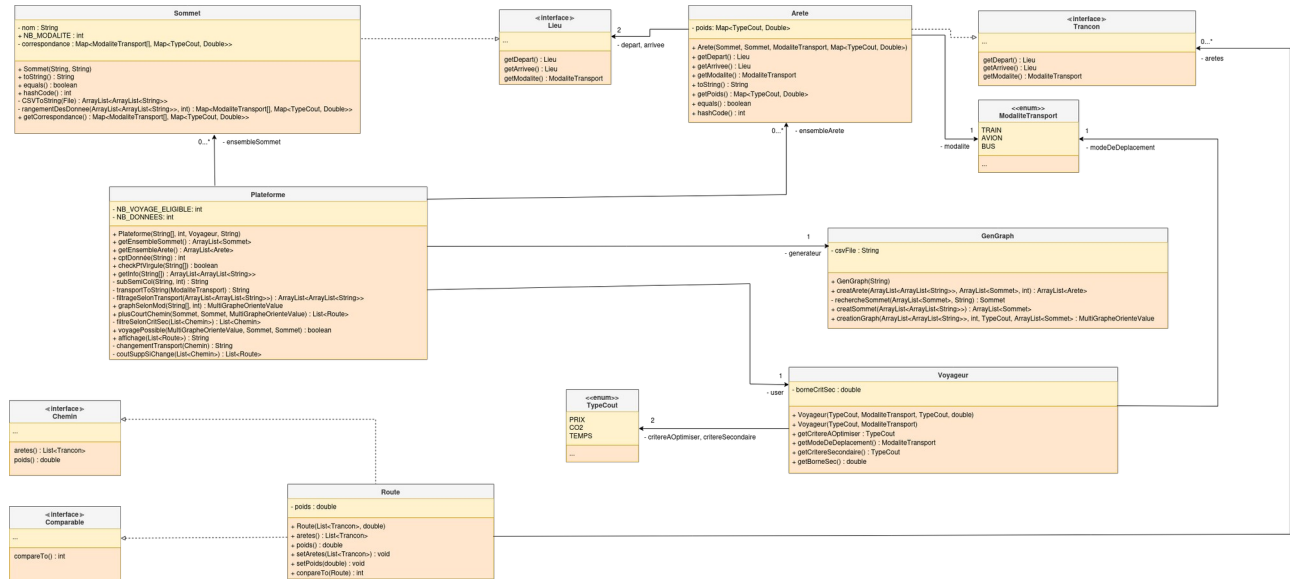 Sommet
- nom : String
+ NB_MODALITE : int
- correspondance : Map<ModaliteTransport[], Map<TypeCout, Double>>
+ Sommet(String, String)
+ toString() : String
+ equals() : boolean
+ hashCode() : int
- CSVToString(File) : ArrayList<ArrayList<String>>
- rangementDesDonnee(ArrayList<ArrayList<String>>, int) : Map<ModaliteTransport[], Map<TypeCout, Double>>
+ getCorrespondance() : Map<ModaliteTransport[], Map<TypeCout, Double>>
<interface>
Lieu
...
getDepart() : Lieu
getArrivee() : Lieu
getModalite() : ModaliteTransport
2
- depart, arrivee
Arete
- poids: Map<TypeCout, Double>
+ Arete(Sommet, Sommet, ModaliteTransport, Map<TypeCout, Double>)
+ getDepart() : Lieu
+ getArrivee() : Lieu
+ getModalite() : ModaliteTransport
+ toString() : String
+ getPoids() : Map<TypeCout, Double>
+ equals() : boolean
+ hashCode() : int
<interface>
Trancon
...
getDepart() : Lieu
getArrivee() : Lieu
getModalite() : ModaliteTransport
0...*
- aretes
<<enum>>
ModaliteTransport
TRAIN
AVION
BUS
...
1
- modalite
1
- modeDeDeplacement
0...*
- ensembleSommet
0...*
- ensembleArete
Plateforme
- NB_VOYAGE_ELIGIBLE: int
- NB_DONNEES: int
+ Plateforme(String[], int, Voyageur, String)
+ getEnsembleSommet() : ArrayList<Sommet>
+ getEnsembleArete() : ArrayList<Arete>
+ cptDonnée(String) : int
+ checkPtVirgule(String[]) : boolean
+ getInfo(String[]) : ArrayList<ArrayList<String>>
- subSemiCol(String, int) : String
- transportToString(ModaliteTransport) : String
- filtrageSelonTransport(ArrayList<ArrayList<String>>) : ArrayList<ArrayList<String>>
+ graphSelonMod(String[], int) : MultiGrapheOrienteValue
+ plusCourtChemin(Sommet, Sommet, MultiGrapheOrienteValue) : List<Route>
- filtreSelonCritSec(List<Chemin>) : List<Chemin>
+ voyagePossible(MultiGrapheOrienteValue, Sommet, Sommet) : boolean
+ affichage(List<Route>) : String
- changementTransport(Chemin) : String
- coutSuppSiChange(List<Chemin>) : List<Route>
1
- generateur
GenGraph
- csvFile : String
+ GenGraph(String)
+ creatArete(ArrayList<ArrayList<String>>, ArrayList<Sommet>, int) : ArrayList<Arete>
- rechercheSommet(ArrayList<Sommet>, String) : Sommet
+ creatSommet(ArrayList<ArrayList<String>>) : ArrayList<Sommet>
+ creationGraph(ArrayList<ArrayList<String>>, int, TypeCout, ArrayList<Sommet> : MultiGrapheOrienteValue
1
- user
Voyageur
- borneCritSec : double
+ Voyageur(TypeCout, ModaliteTransport, TypeCout, double)
+ Voyageur(TypeCout, ModaliteTransport)
+ getCritereAOptimiser : TypeCout
+ getModeDeDeplacement() : ModaliteTransport
+ getCritereSecondaire() : TypeCout
+ getBorneSec() : double
<<enum>>
TypeCout
PRIX
CO2
TEMPS
...
2
- critereAOptimiser, critereSecondaire
<interface>
Chemin
...
aretes() : List<Trancon>
poids() : double
<interface>
Comparable
...
compareTo() : int
Route
- poids : double
+ Route(List<Trancon>, double)
+ aretes() : List<Trancon>
+ poids() : double
+ setAretes(List<Trancon>) : void
+ setPoids(double) : void
+ conpareTo(Route) : int